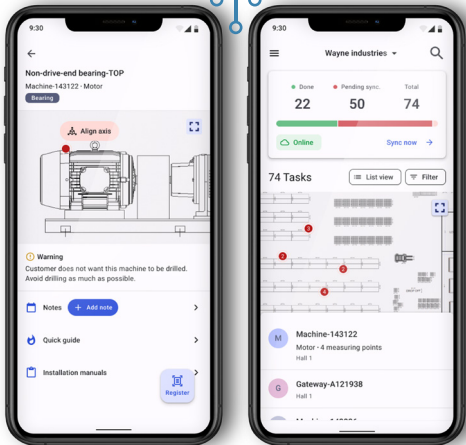 9:30
Non-drive-end bearing-TOP
Machine-143122 · Motor
Bearing
Align axis
Warning
Customer does not want this machine to be drilled.
Avoid drilling as much as possible.
Notes
+ Add note
Quick guide
Installation manuals
Register
9:30
Wayne industries
Done
Pending sync.
Total
22
50
74
Online
Sync now
74 Tasks
List view
Filter
3
2
4
M
Machine-143122
Motor - 4 measuring points
Hall 1
G
Gateway-A121938
Hall 1